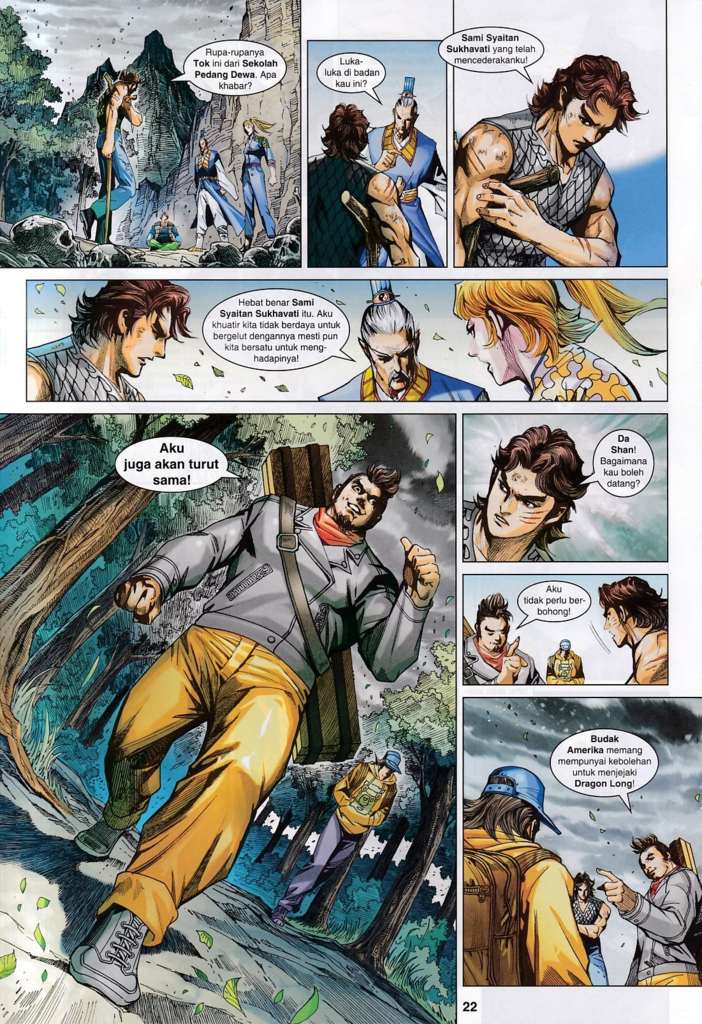 Rupa-rupanya
Tok ini dari Sekolah
Pedang Dewa. Apa
khabar?
Luka-
luka di badan
kau ini?
Sami Syaitan
Sukhavati yang telah
mencederakanku!
Hebat benar Sami
Syaitan Sukhavati itu. Aku
khuatir kita tidak berdaya untuk
bergelut dengannya mesti pun
kita bersatu untuk meng-
hadapinya!
Aku
juga akan turut
sama!
Da
Shan!
Bagaimana
kau boleh
datang?
Aku
tidak perlu ber-
bohong!
Budak
Amerika memang
mempunyai kebolehan
untuk menjejaki
Dragon Long!
22